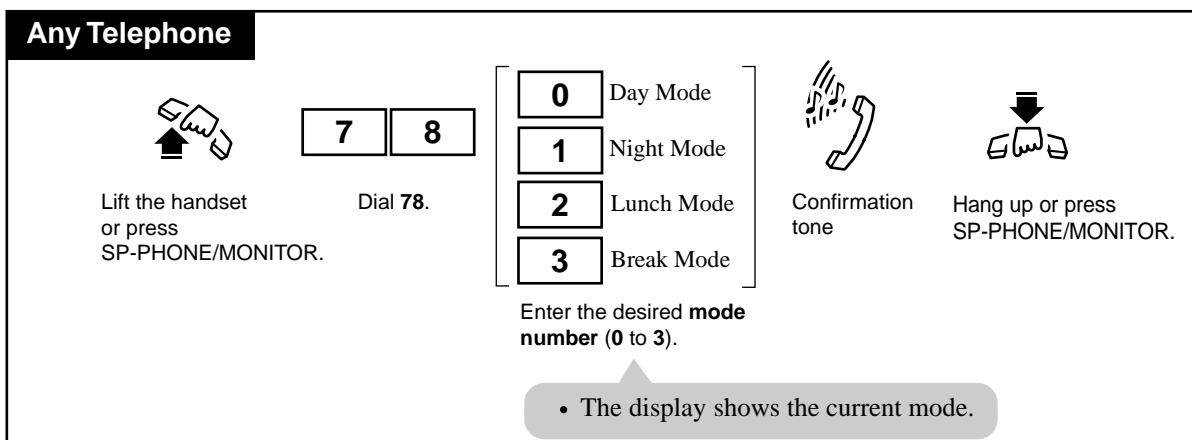 Any Telephone
Lift the handset
or press
SP-PHONE/MONITOR.
7 8
Dial 78.
0 Day Mode
1 Night Mode
2 Lunch Mode
3 Break Mode
Enter the desired mode
number (0 to 3).
• The display shows the current mode.
Confirmation
tone
Hang up or press
SP-PHONE/MONITOR.